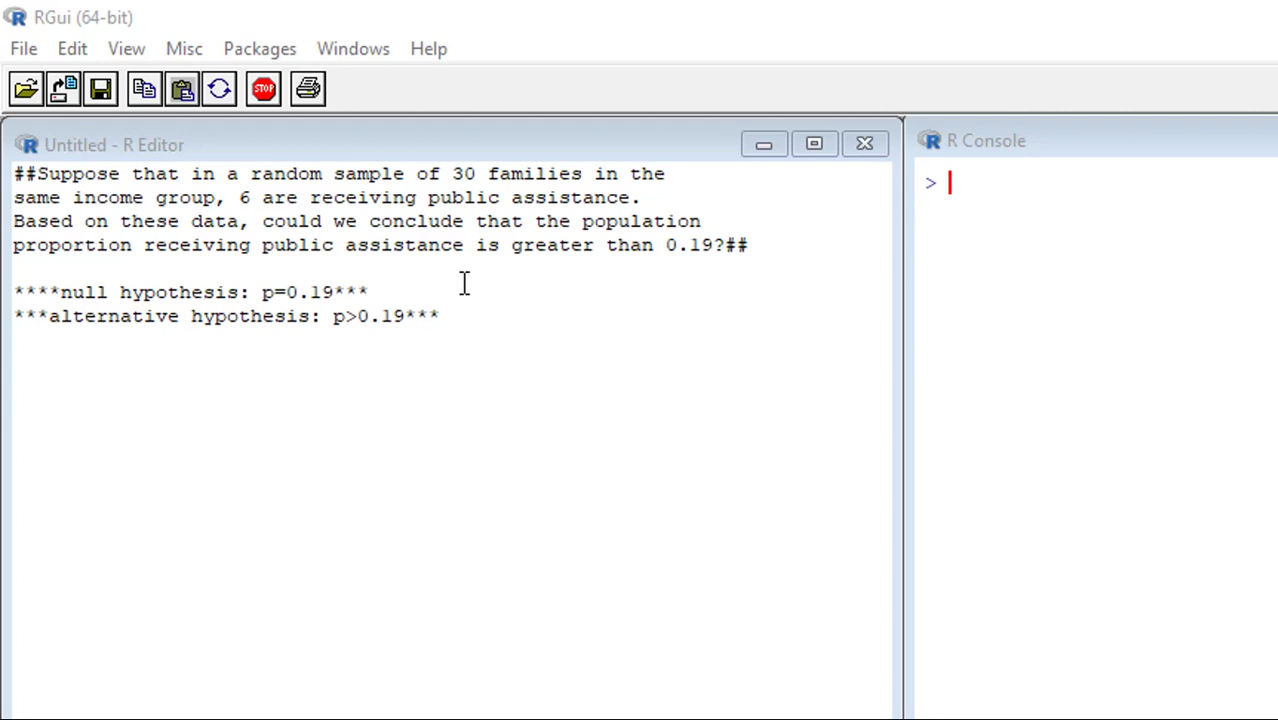 RGui (64-bit)
File Edit View Misc Packages Windows Help
STOP
Untitled - R Editor
##Suppose that in a random sample of 30 families in the
same income group, 6 are receiving public assistance.
Based on these data, could we conclude that the population
proportion receiving public assistance is greater than 0.19?##
****null hypothesis: p=0.19***
***alternative hypothesis: p>0.19***
R Console
>